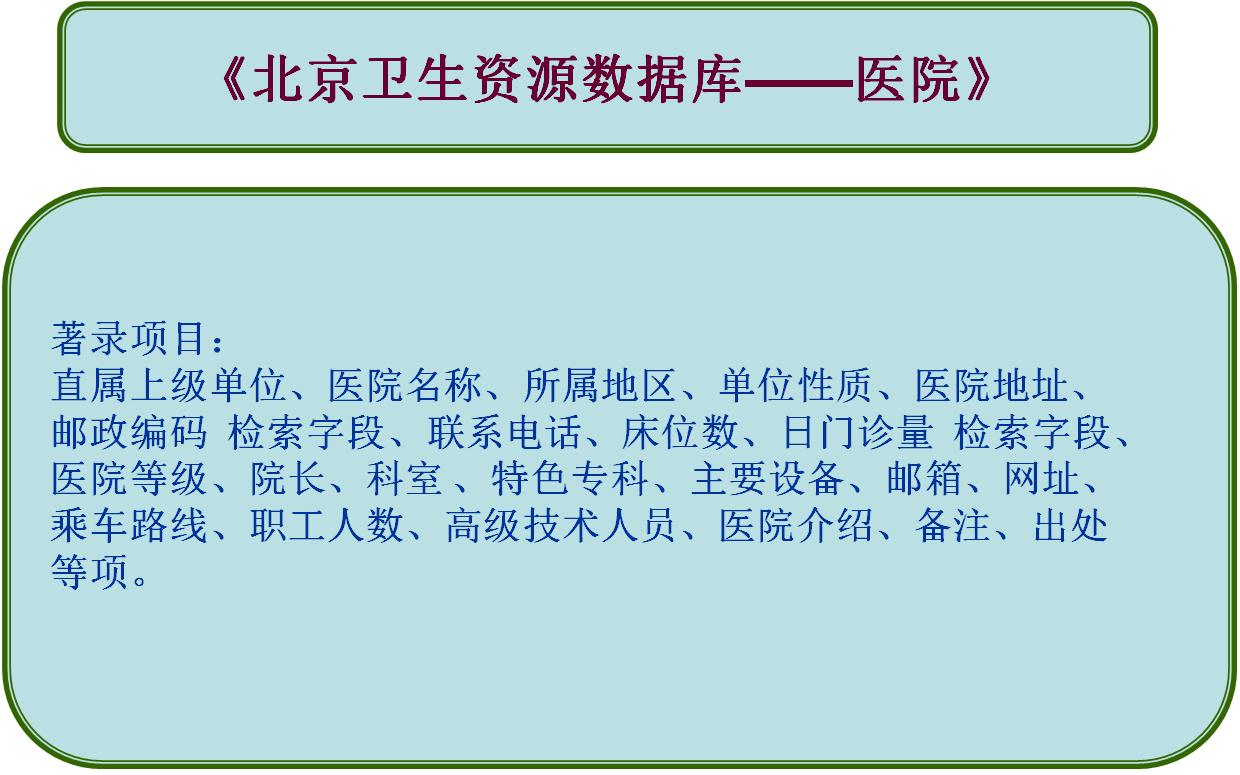 《北京卫生资源数据库——医院》
著录项目：
直属上级单位、医院名称、所属地区、单位性质、医院地址、
邮政编码 检索字段、联系电话、床位数、日门诊量 检索字段、
医院等级、院长、科室 、特色专科、主要设备、邮箱、网址、
乘车路线、职工人数、高级技术人员、医院介绍、备注、出处
等项。